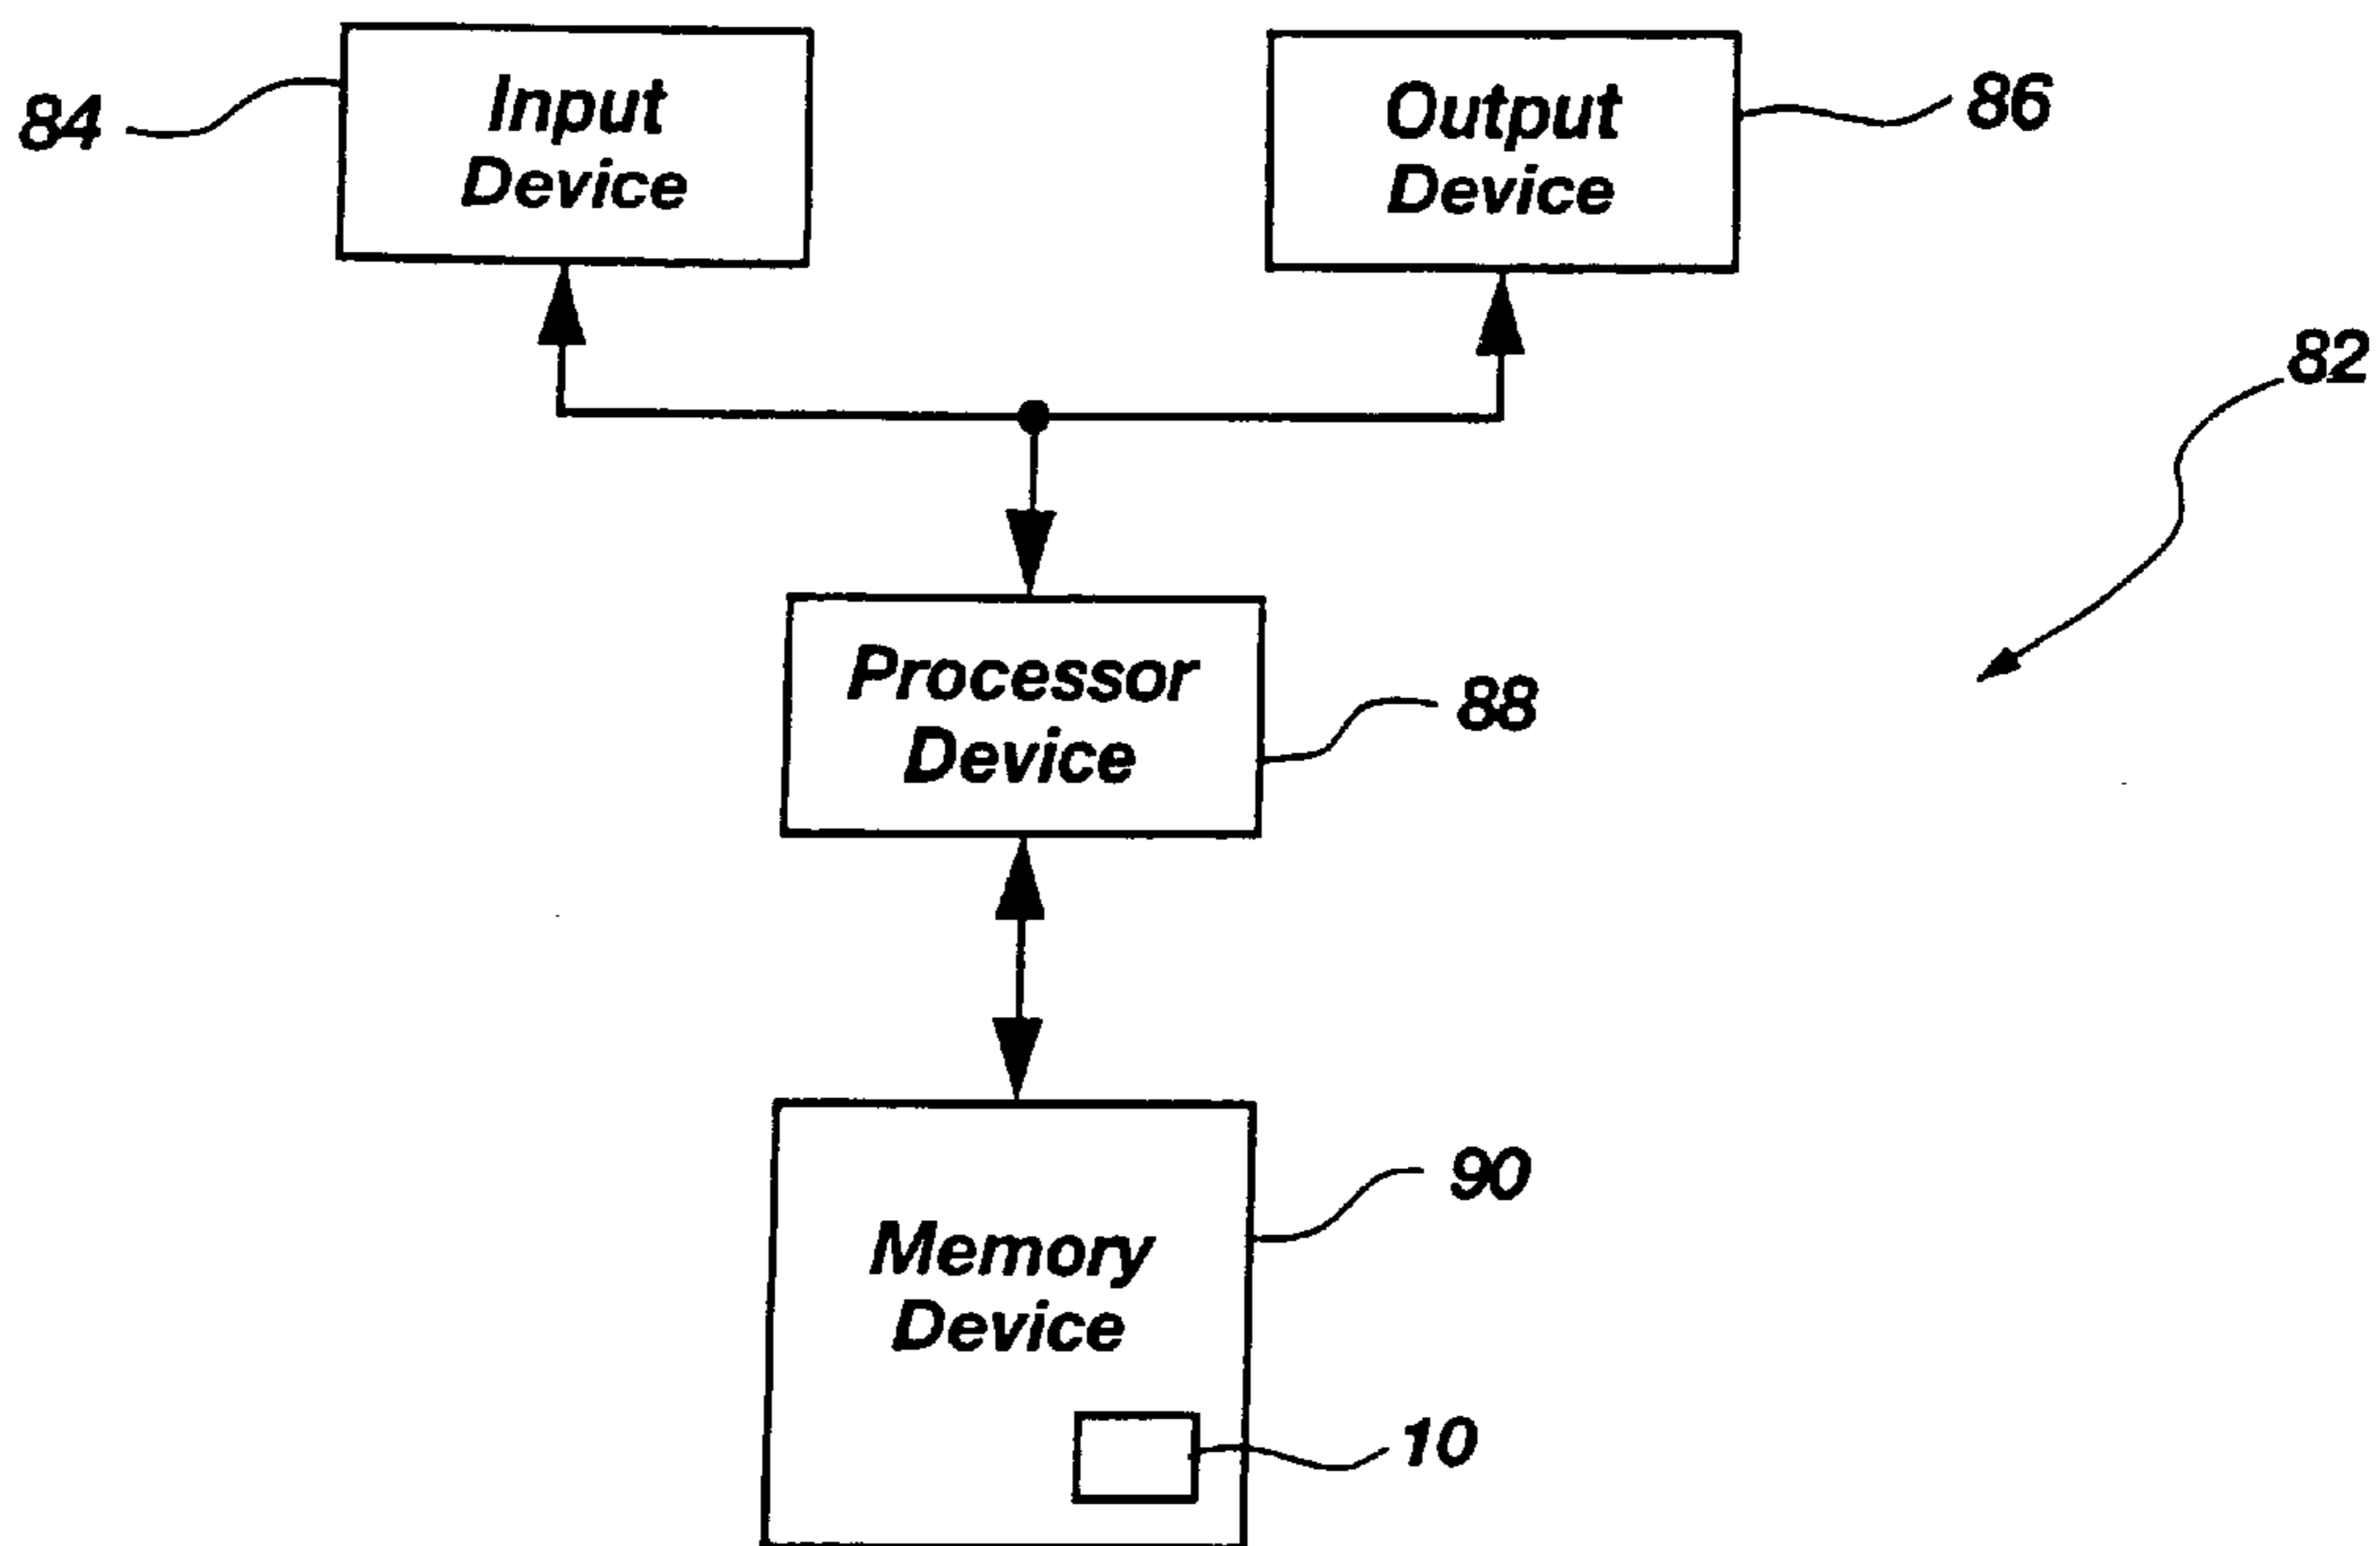 84
Input
Device
Output
Device
86
82
Processor
Device
88
90
Memory
Device
10